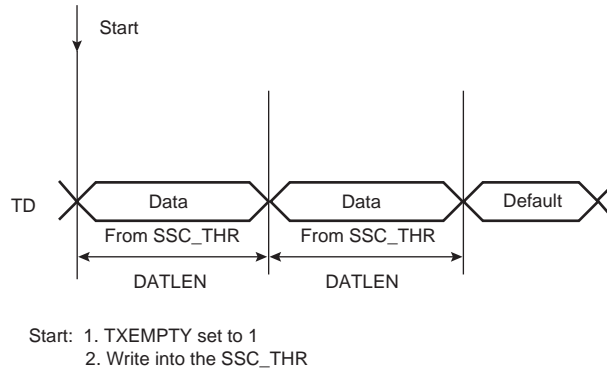 Start
TD
Data
Data
Default
From SSC_THR
From SSC_THR
DATLEN
DATLEN
Start: 1. TXEMPTY set to 1
2. Write into the SSC_THR